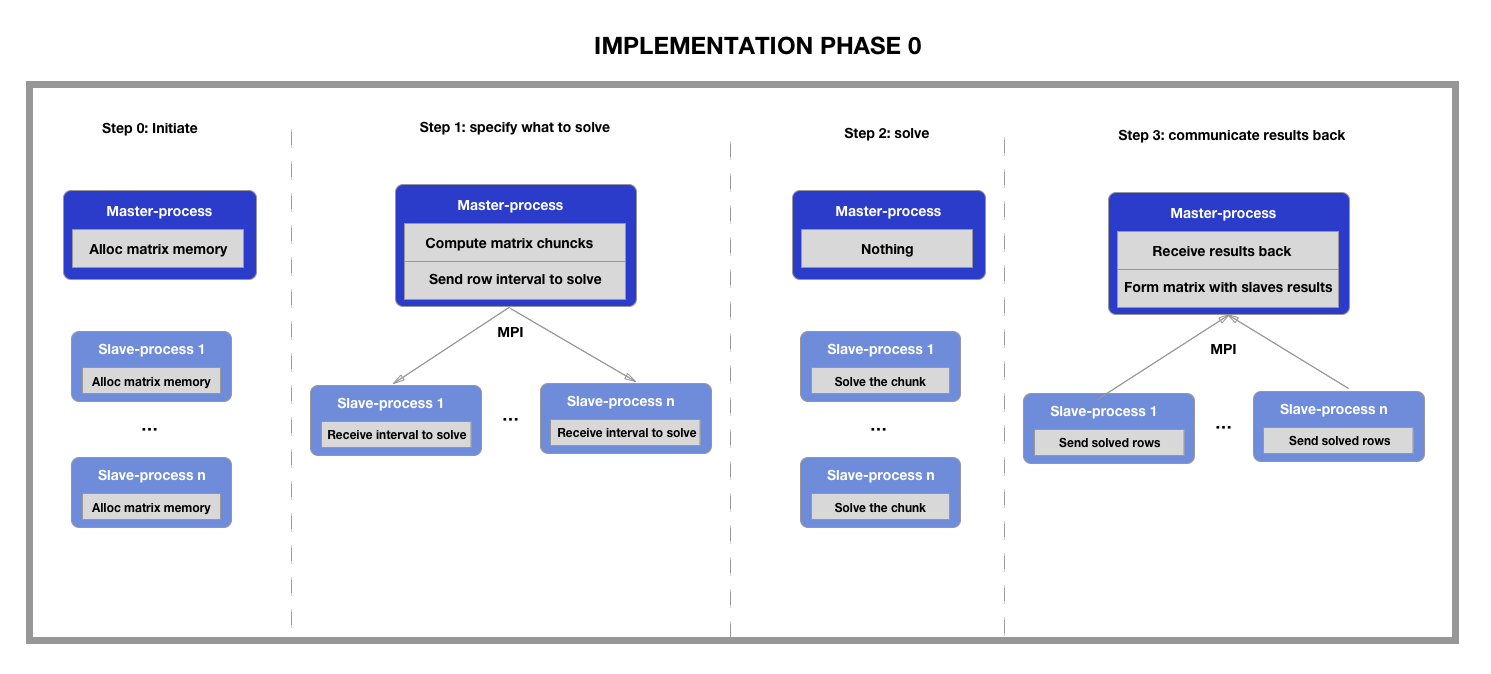 IMPLEMENTATION PHASE 0
Step 0: Initiate
Master-process
Alloc matrix memory
Slave-process 1
Alloc matrix memory
...
Slave-process n
Alloc matrix memory
Step 1: specify what to solve
Master-process
Compute matrix chuncks
Send row interval to solve
MPI
Slave-process 1
Receive interval to solve
...
Slave-process n
Receive interval to solve
Step 2: solve
Master-process
Nothing
Slave-process 1
Solve the chunk
...
Slave-process n
Solve the chunk
Step 3: communicate results back
Master-process
Receive results back
Form matrix with slaves results
MPI
Slave-process 1
Send solved rows
...
Slave-process n
Send solved rows